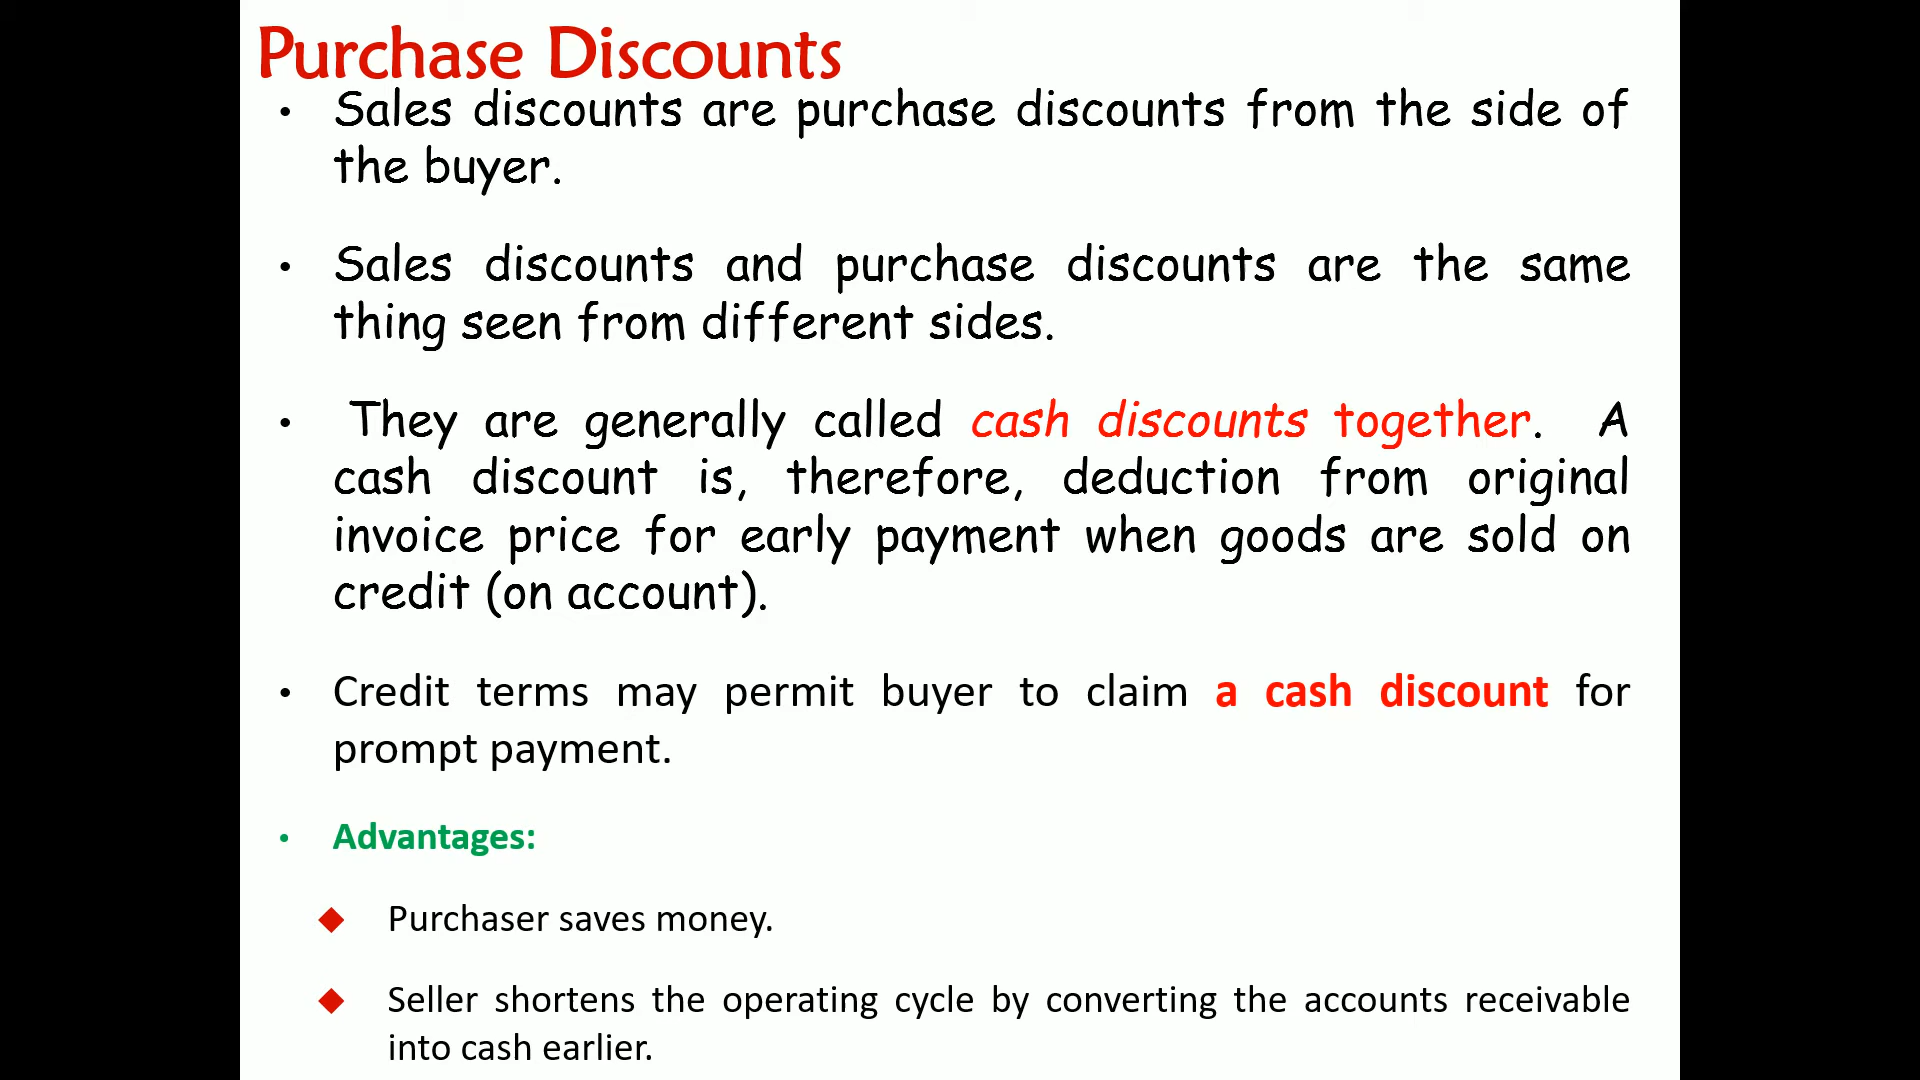 Purchase Discounts
• Sales discounts are purchase discounts from the side of
the buyer.
• Sales discounts and purchase discounts are the same
thing seen from different sides.
• They are generally called cash discounts together. A
cash discount is, therefore, deduction from original
invoice price for early payment when goods are sold on
credit (on account).
• Credit terms may permit buyer to claim a cash discount for
prompt payment.
• Advantages:
◆ Purchaser saves money.
◆ Seller shortens the operating cycle by converting the accounts receivable
into cash earlier.